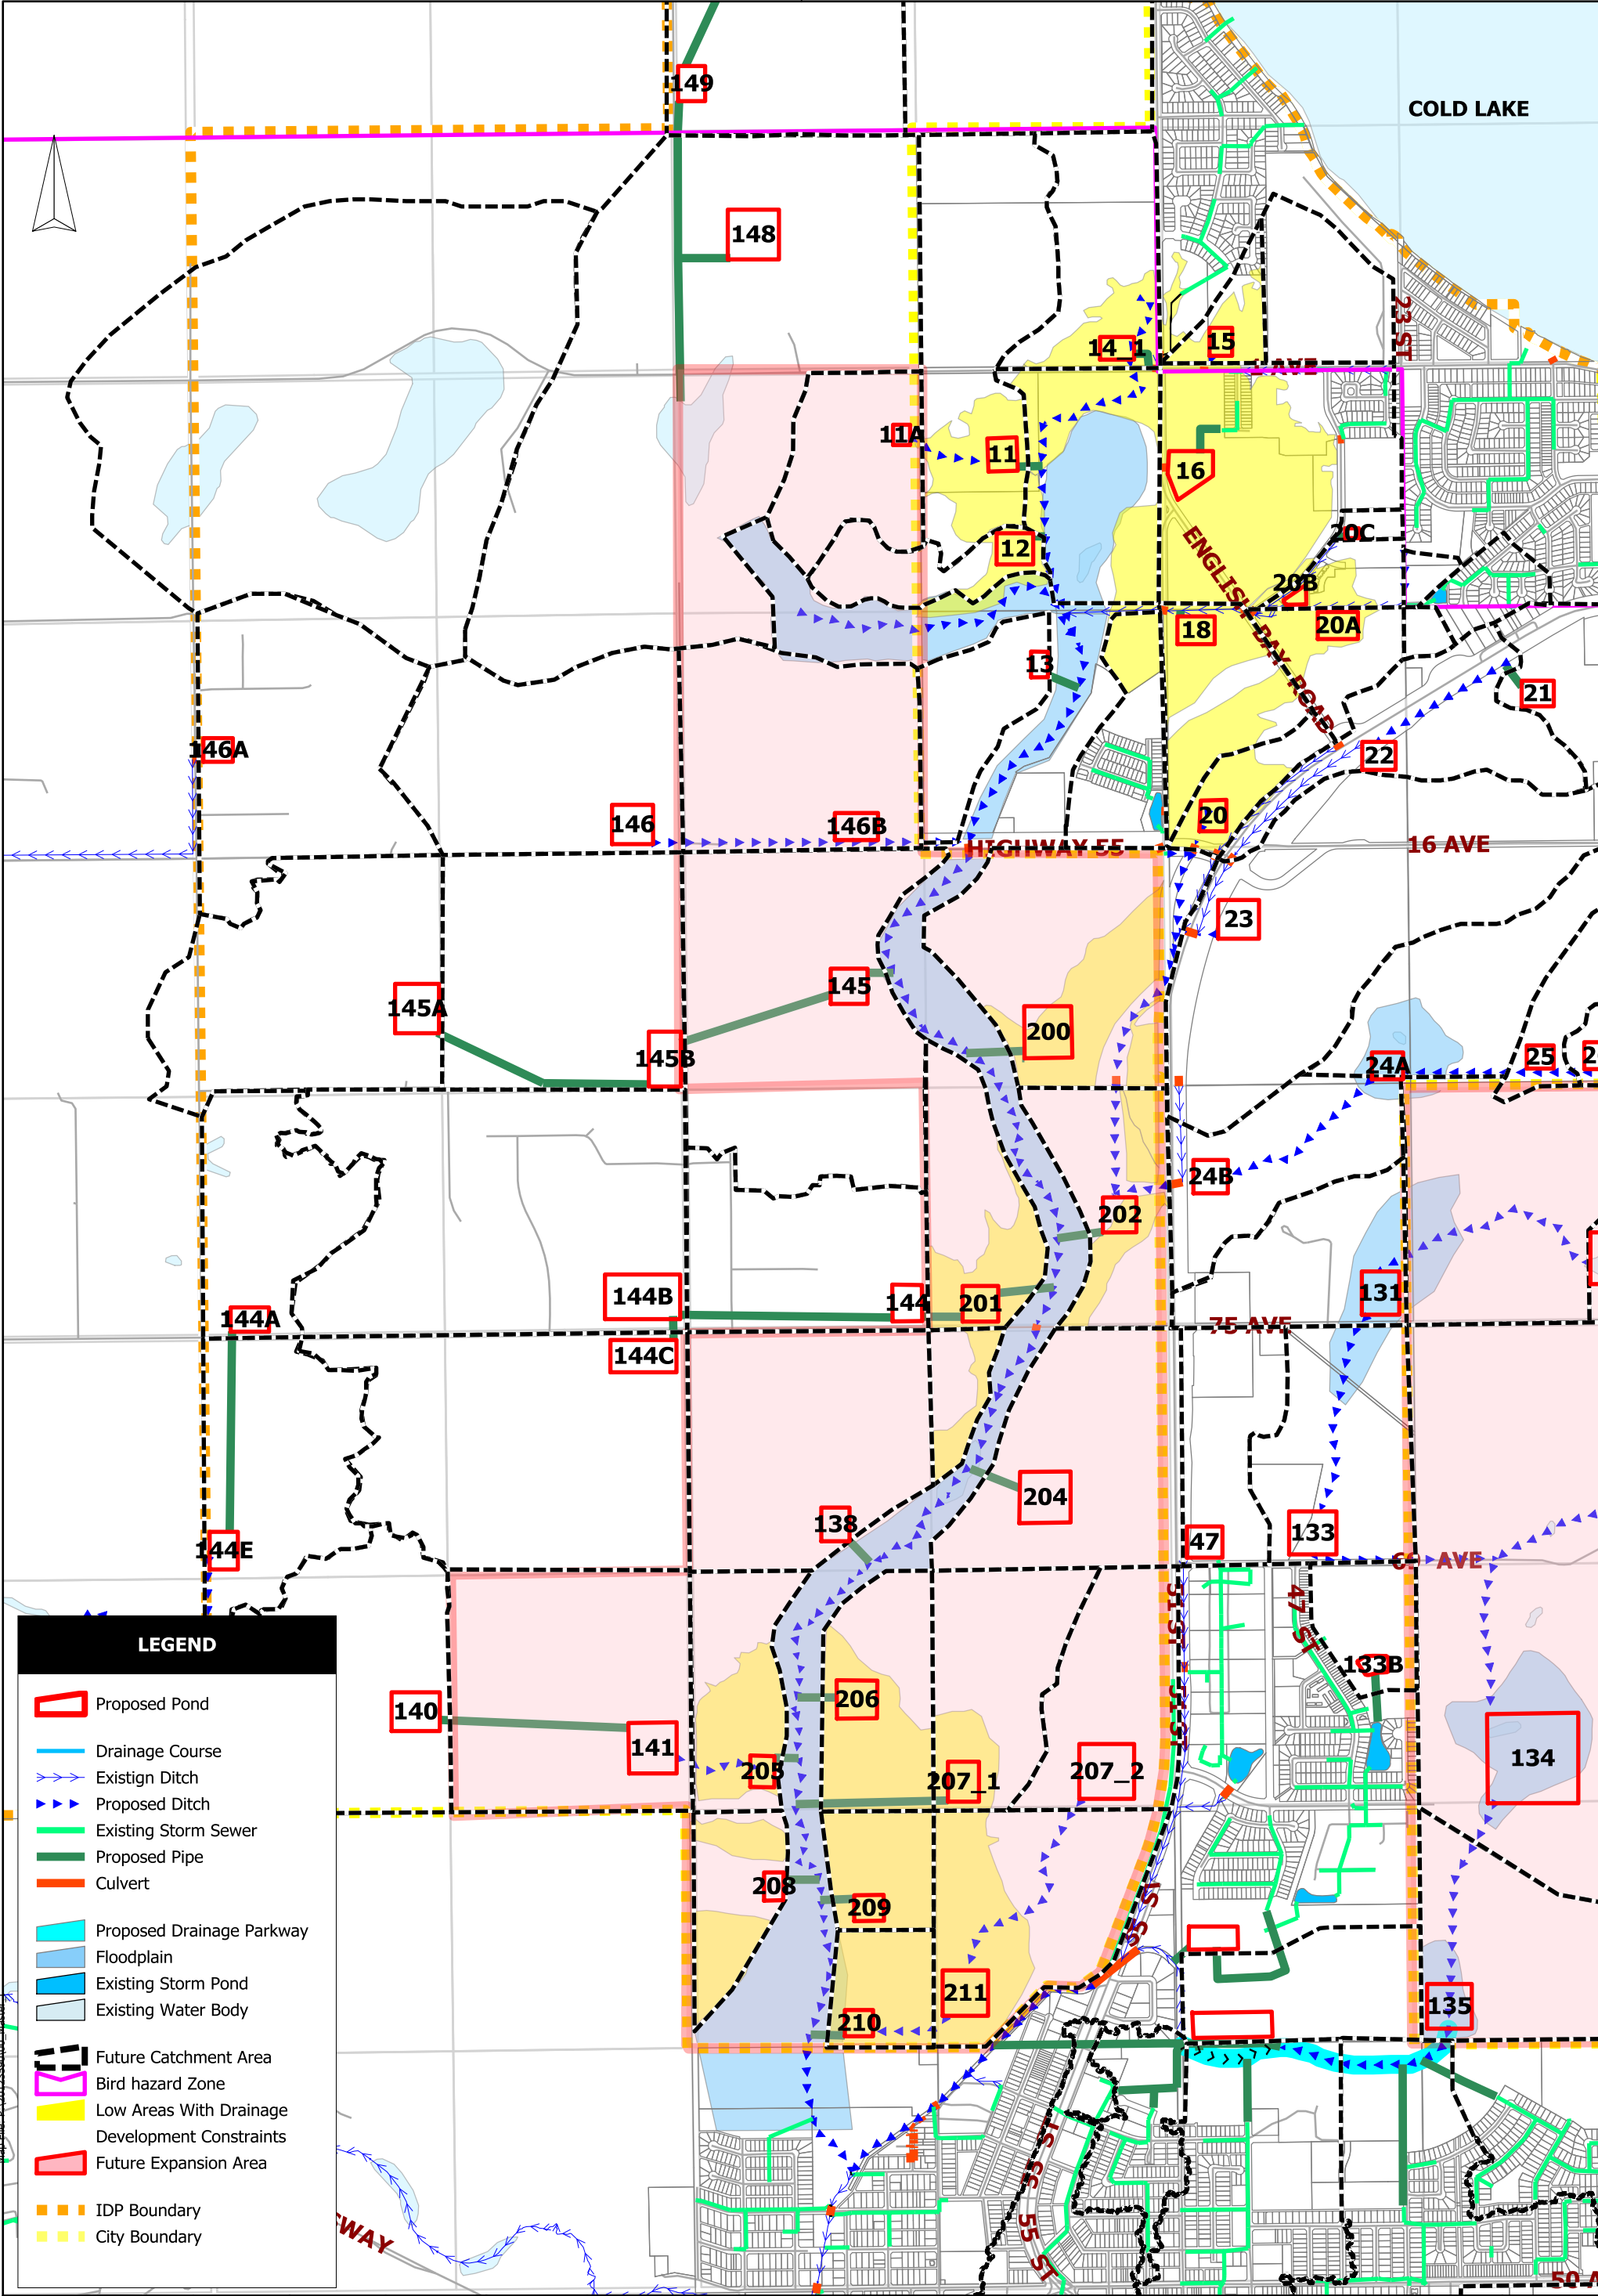 149
COLD LAKE
148
23 ST
14_1
15
1 AVE
11A
11
16
12
20C
ENGLISH BAY ROAD
20B
18
20A
13
21
146A
22
146
146B
20
HIGHWAY 55
16 AVE
23
145
145A
200
145B
24A
25
24B
202
131
144B
144
201
144A
75 AVE
144C
204
138
47
133
144E
69 AVE
51 ST
47 ST
133B
206
140
51 ST
141
205
207_1
207_2
134
208
209
55 ST
211
135
210
55 ST
55 ST
50 A
LEGEND
Proposed Pond
Drainage Course
Existign Ditch
Proposed Ditch
Existing Storm Sewer
Proposed Pipe
Culvert
Proposed Drainage Parkway
Floodplain
Existing Storm Pond
Existing Water Body
Future Catchment Area
Bird hazard Zone
Low Areas With Drainage
Development Constraints
Future Expansion Area
IDP Boundary
City Boundary